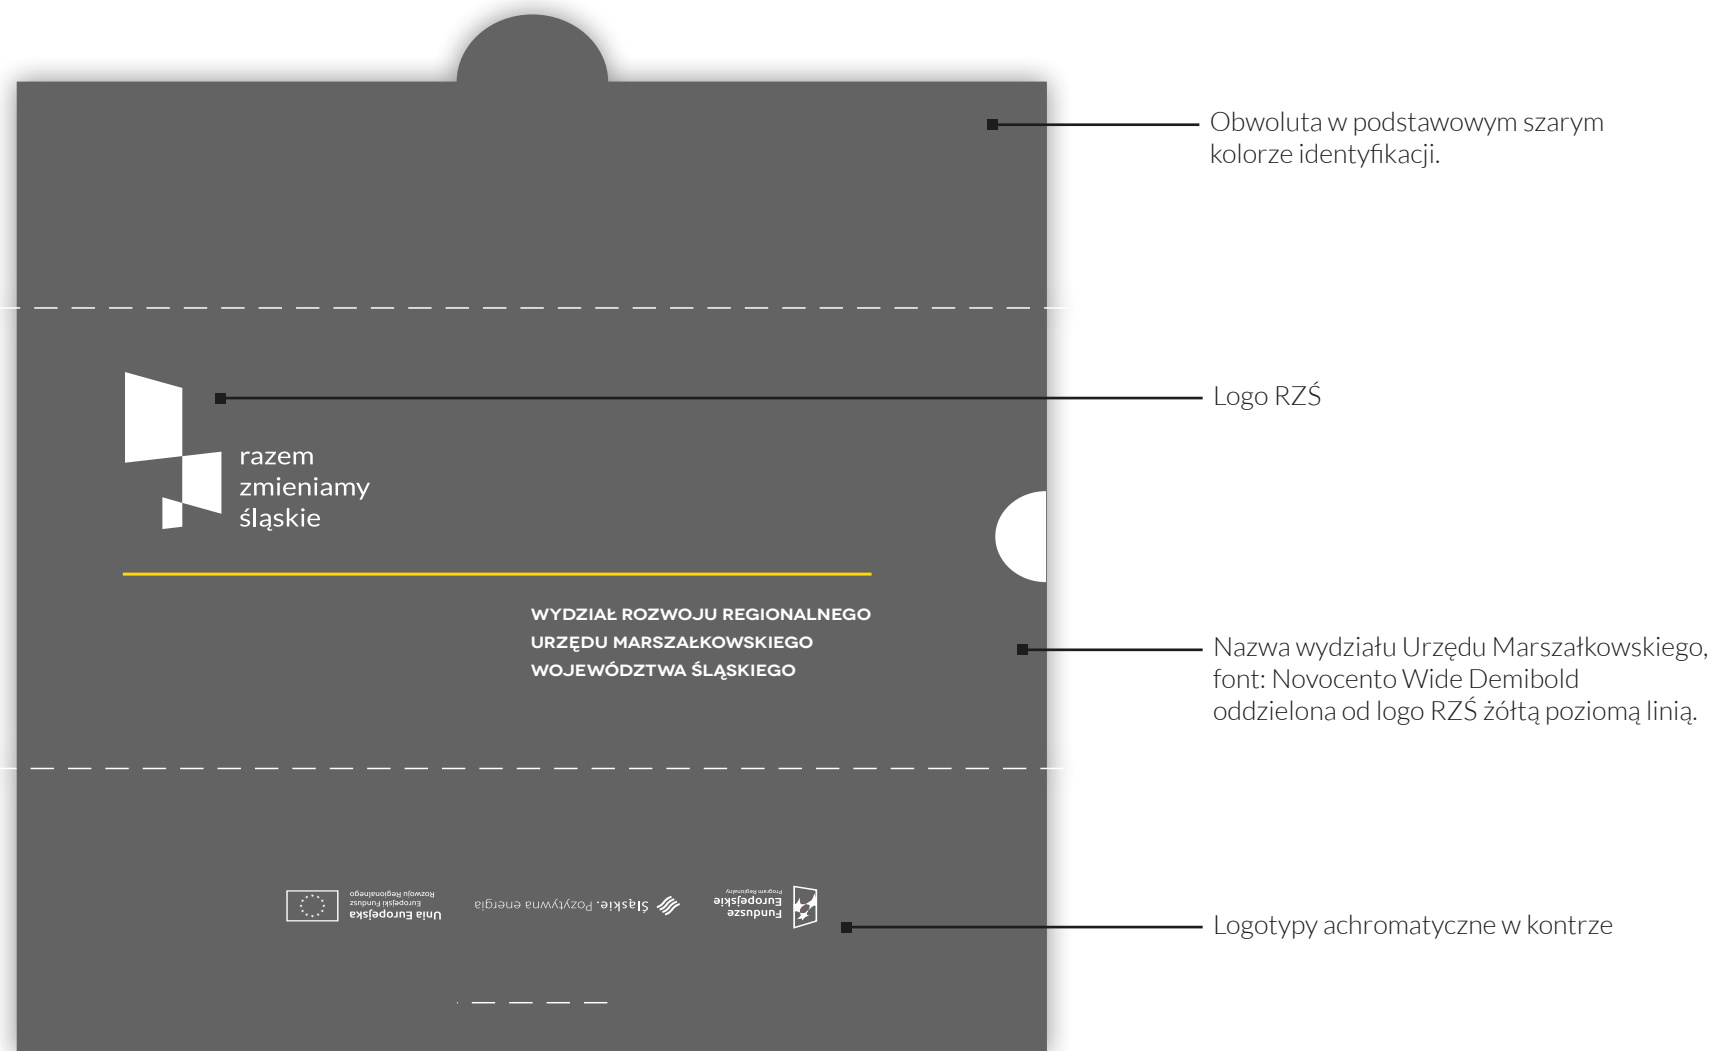 Obwoluta w podstawowym szarym
kolorze identyfikacji.
Logo RZŚ
razem
zmieniamy
śląskie
WYDZIAŁ ROZWOJU REGIONALNEGO
URZĘDU MARSZAŁKOWSKIEGO
WOJEWÓDZTWA ŚLĄSKIEGO
Nazwa wydziału Urzędu Marszałkowskiego,
font: Novocento Wide Demibold
oddzielona od logo RZŚ żółtą poziomą linią.
Fundusze
Europejskie
Program Regionalny
Śląskie. Pozytywna energia
Unia Europejska
Europejski Fundusz
Rozwoju Regionalnego
Logotypy achromatyczne w kontrze